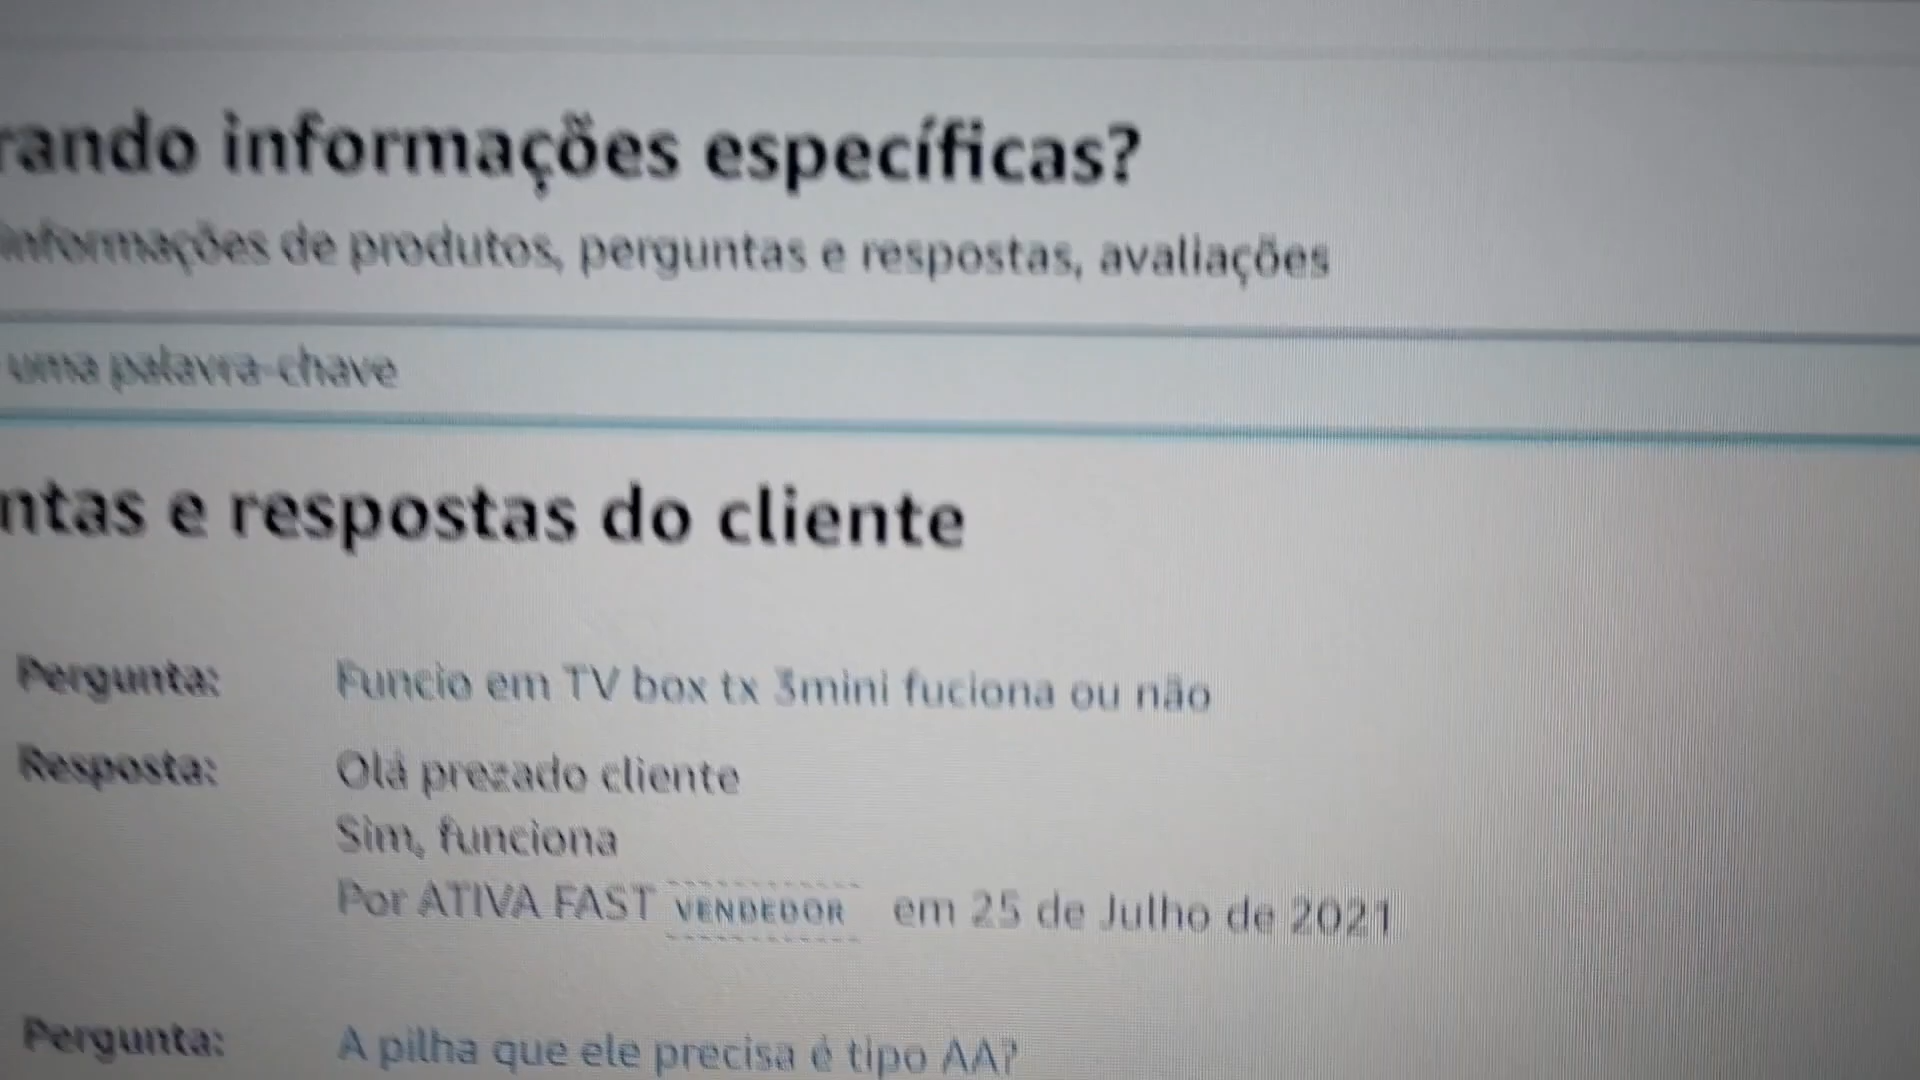 rando informações específicas?
informações de produtos, perguntas e respostas, avaliações
uma palavra-chave
ntas e respostas do cliente
Pergunta: Funcio em TV box tx 3mini fuciona ou não
Resposta: Olá prezado cliente
Sim, funciona
Por ATIVA FAST VENDEDOR em 25 de Julho de 2021
Pergunta: A pilha que ele precisa é tipo AA?